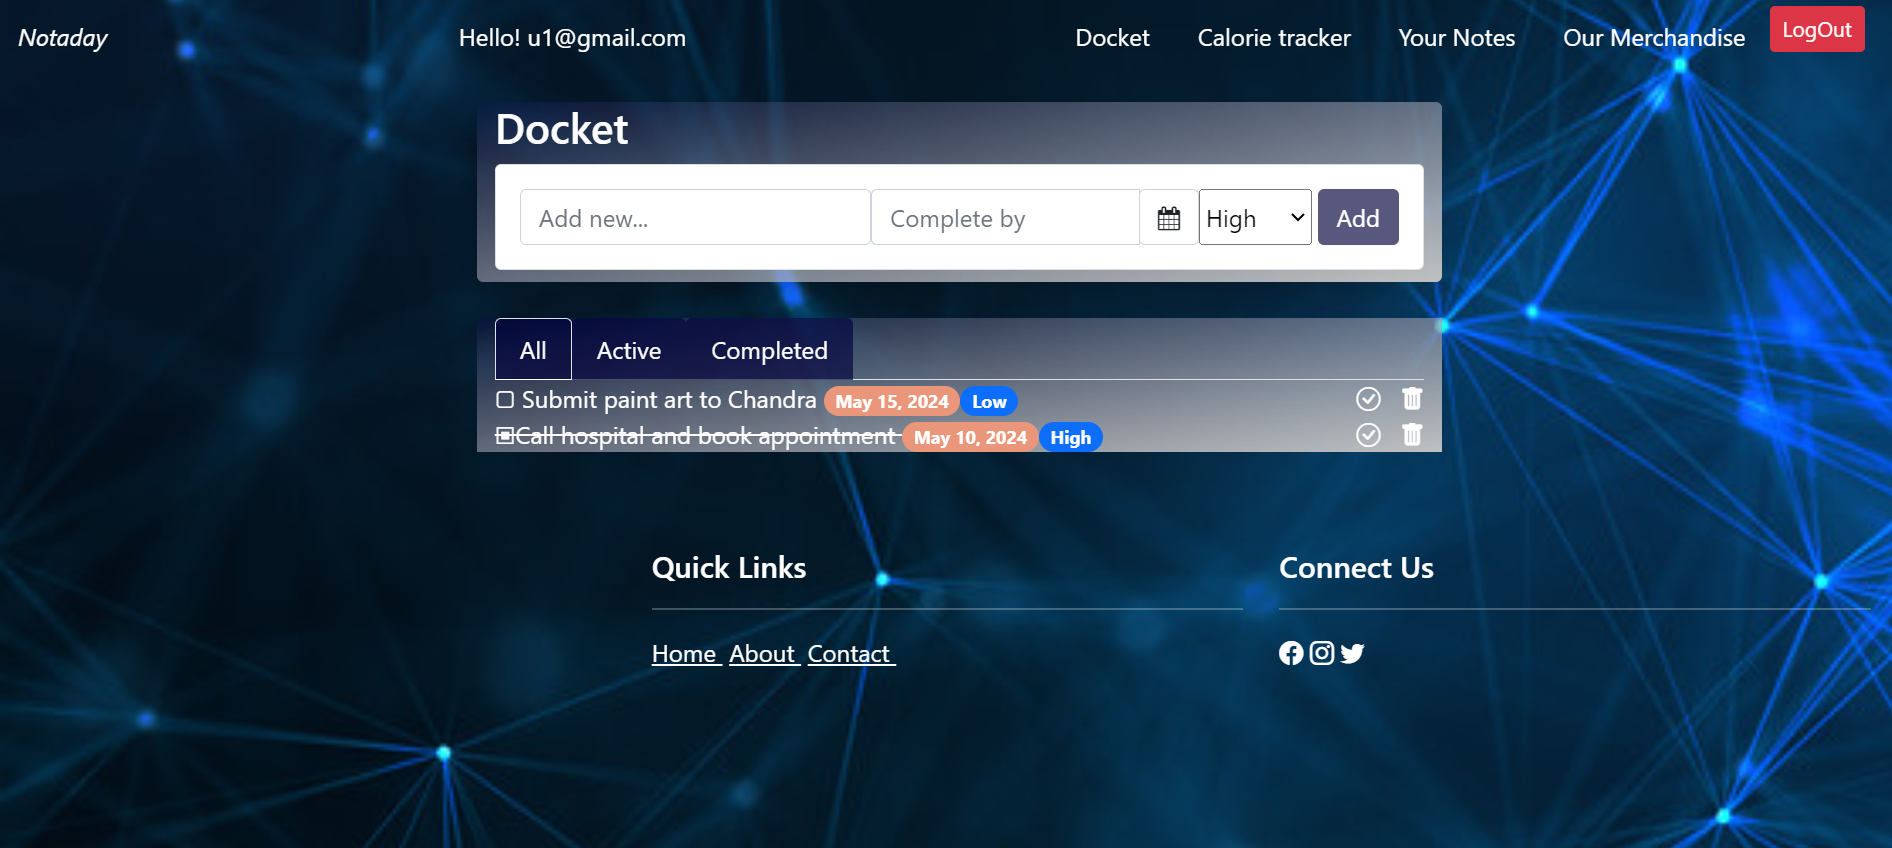 Notaday Hello! u1@gmail.com Docket Calorie tracker Your Notes Our Merchandise LogOut
Docket
Add new... Complete by High Add
All Active Completed
Submit paint art to Chandra May 15, 2024 Low
Call hospital and book appointment May 10, 2024 High
Quick Links Connect Us
Home About Contact